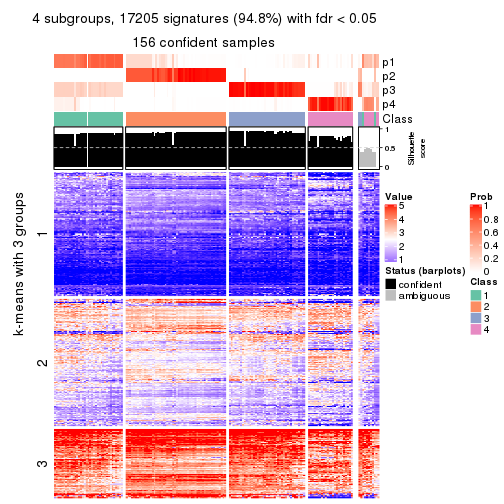 4 subgroups, 17205 signatures (94.8%) with fdr < 0.05
156 confident samples
p1
p2
p3
p4
Class
1
0.5
0
Silhouette
score
k-means with 3 groups
1
2
3
Value
5
4
3
2
1
Status (barplots)
confident
ambiguous
Prob
1
0.8
0.6
0.4
0.2
0
Class
1
2
3
4